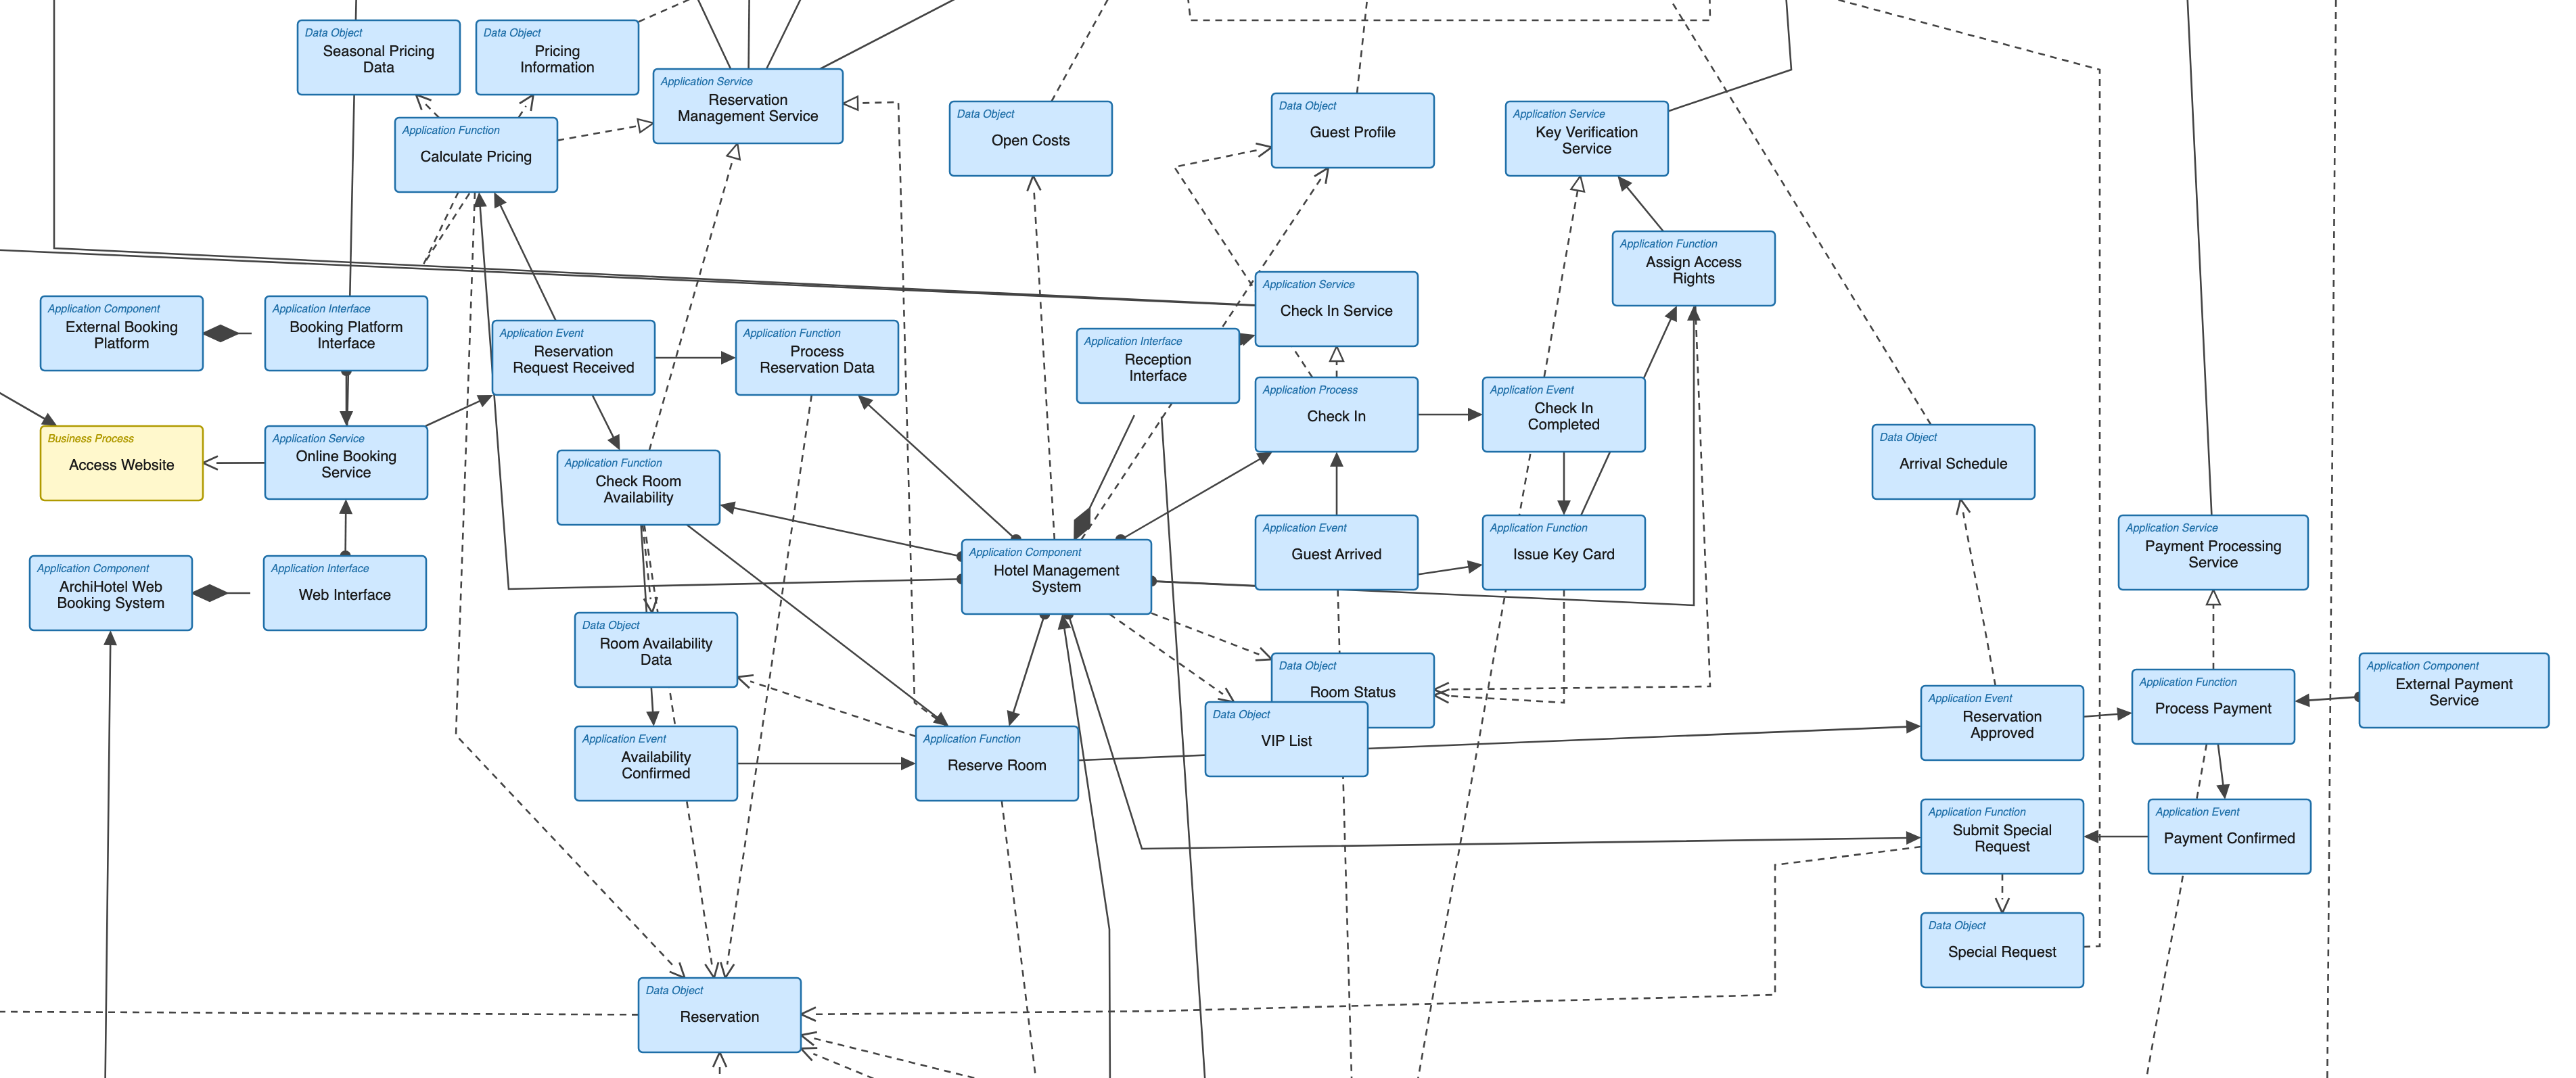 Data Object
Seasonal Pricing
Data
Data Object
Pricing
Information
Application Service
Reservation
Management Service
Data Object
Open Costs
Data Object
Guest Profile
Application Service
Key Verification
Service
Application Function
Calculate Pricing
Application Function
Assign Access
Rights
Application Service
Check In Service
Application Component
External Booking
Platform
Application Interface
Booking Platform
Interface
Application Event
Reservation
Request Received
Application Function
Process
Reservation Data
Application Interface
Reception
Interface
Application Process
Check In
Application Event
Check In
Completed
Business Process
Access Website
Application Service
Online Booking
Service
Application Function
Check Room
Availability
Data Object
Arrival Schedule
Application Component
ArchiHotel Web
Booking System
Application Interface
Web Interface
Application Component
Hotel Management
System
Application Event
Guest Arrived
Application Function
Issue Key Card
Application Service
Payment Processing
Service
Data Object
Room Availability
Data
Data Object
Room Status
Data Object
VIP List
Application Event
Reservation
Approved
Application Function
Process Payment
Application Component
External Payment
Service
Application Event
Availability
Confirmed
Application Function
Reserve Room
Application Function
Submit Special
Request
Application Event
Payment Confirmed
Data Object
Special Request
Data Object
Reservation